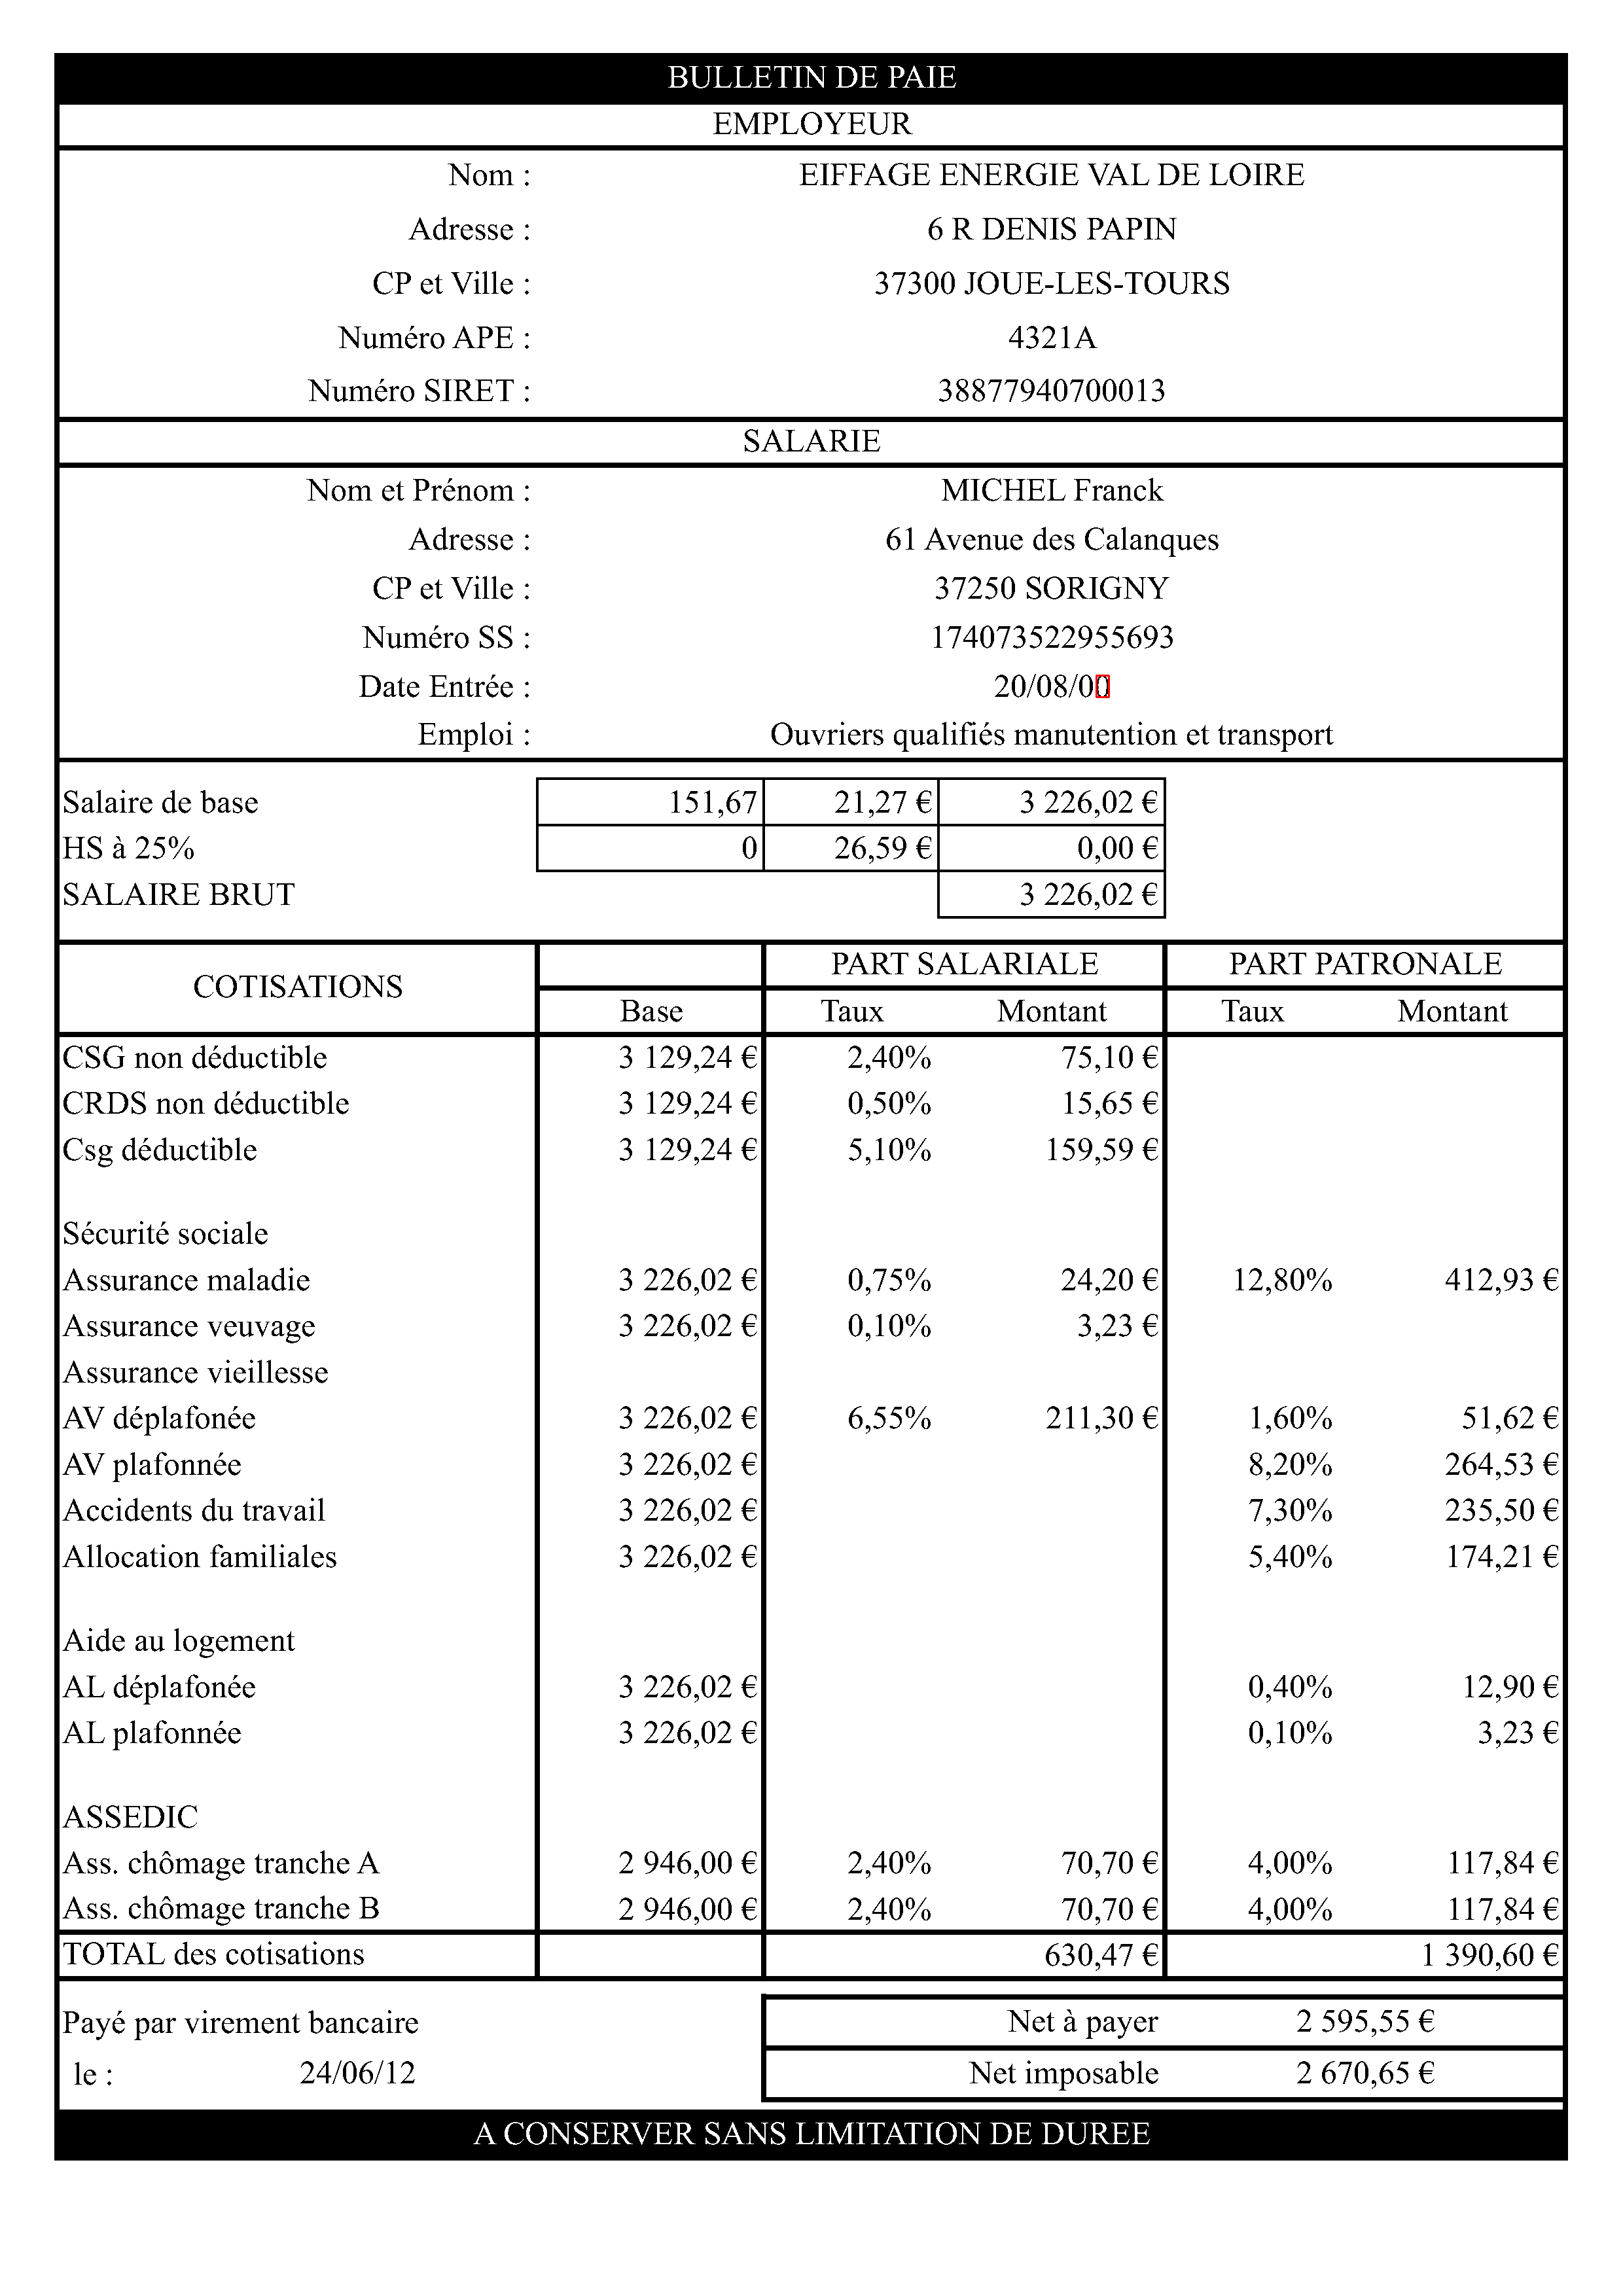 BULLETIN DE PAIE
EMPLOYEUR
Nom : EIFFAGE ENERGIE VAL DE LOIRE
Adresse : 6 R DENIS PAPIN
CP et Ville : 37300 JOUE-LES-TOURS
Numéro APE : 4321A
Numéro SIRET : 38877940700013
SALARIE
Nom et Prénom : MICHEL Franck
Adresse : 61 Avenue des Calanques
CP et Ville : 37250 SORIGNY
Numéro SS : 174073522955693
Date Entrée : 20/08/00
Emploi : Ouvriers qualifiés manutention et transport
Salaire de base 151,67 21,27 € 3 226,02 €
HS à 25% 0 26,59 € 0,00 €
SALAIRE BRUT 3 226,02 €
COTISATIONS PART SALARIALE PART PATRONALE
Base Taux Montant Taux Montant
CSG non déductible 3 129,24 € 2,40% 75,10 €
CRDS non déductible 3 129,24 € 0,50% 15,65 €
Csg déductible 3 129,24 € 5,10% 159,59 €
Sécurité sociale
Assurance maladie 3 226,02 € 0,75% 24,20 € 12,80% 412,93 €
Assurance veuvage 3 226,02 € 0,10% 3,23 €
Assurance vieillesse
AV déplafonée 3 226,02 € 6,55% 211,30 € 1,60% 51,62 €
AV plafonnée 3 226,02 € 8,20% 264,53 €
Accidents du travail 3 226,02 € 7,30% 235,50 €
Allocation familiales 3 226,02 € 5,40% 174,21 €
Aide au logement
AL déplafonée 3 226,02 € 0,40% 12,90 €
AL plafonnée 3 226,02 € 0,10% 3,23 €
ASSEDIC
Ass. chômage tranche A 2 946,00 € 2,40% 70,70 € 4,00% 117,84 €
Ass. chômage tranche B 2 946,00 € 2,40% 70,70 € 4,00% 117,84 €
TOTAL des cotisations 630,47 € 1 390,60 €
Payé par virement bancaire Net à payer 2 595,55 €
le : 24/06/12 Net imposable 2 670,65 €
A CONSERVER SANS LIMITATION DE DUREE